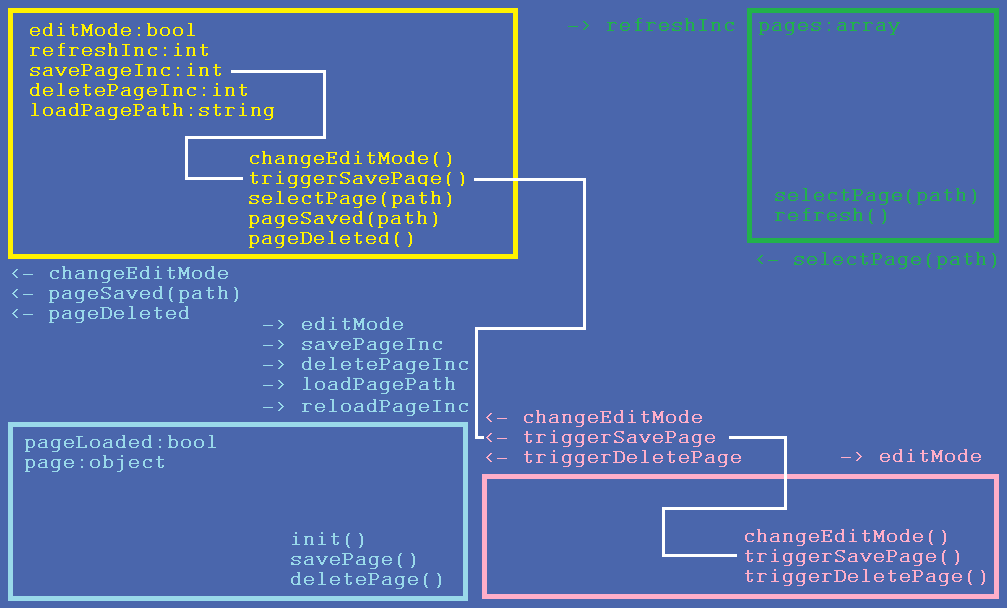 editMode:bool
refreshInc:int
savePageInc:int
deletePageInc:int
loadPagePath:string
changeEditMode()
triggerSavePage()
selectPage(path)
pageSaved(path)
pageDeleted()
—> refreshInc
pages:array
selectPage(path)
refresh()
<— selectPage(path)
<— changeEditMode
<— pageSaved(path)
<— pageDeleted
—> editMode
—> savePageInc
—> deletePageInc
—> loadPagePath
—> reloadPageInc
pageLoaded:bool
page:object
init()
savePage()
deletePage()
<— changeEditMode
<— triggerSavePage
<— triggerDeletePage
—> editMode
changeEditMode()
triggerSavePage()
triggerDeletePage()